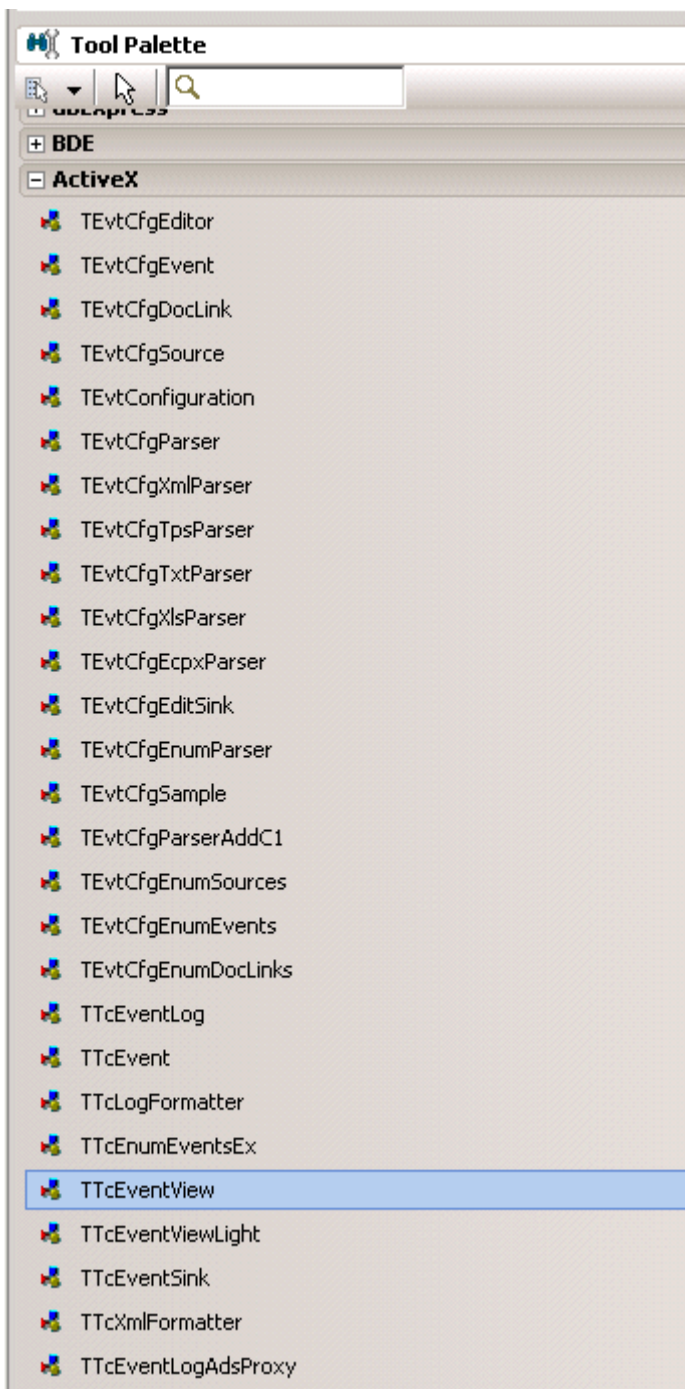 Tool Palette
dbExpress
BDE
ActiveX
TEvtCfgEditor
TEvtCfgEvent
TEvtCfgDocLink
TEvtCfgSource
TEvtConfiguration
TEvtCfgParser
TEvtCfgXmlParser
TEvtCfgTpsParser
TEvtCfgTxtParser
TEvtCfgXlsParser
TEvtCfgEcpxParser
TEvtCfgEditSink
TEvtCfgEnumParser
TEvtCfgSample
TEvtCfgParserAddC1
TEvtCfgEnumSources
TEvtCfgEnumEvents
TEvtCfgEnumDocLinks
TTcEventLog
TTcEvent
TTcLogFormatter
TTcEnumEventsEx
TTcEventView
TTcEventViewLight
TTcEventSink
TTcXmlFormatter
TTcEventLogAdsProxy